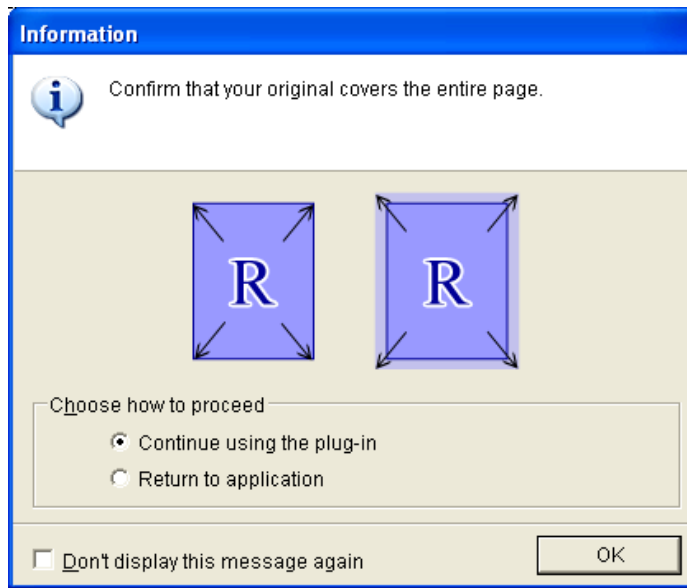 Information
Confirm that your original covers the entire page.
R R
Choose how to proceed
Continue using the plug-in
Return to application
Don't display this message again
OK